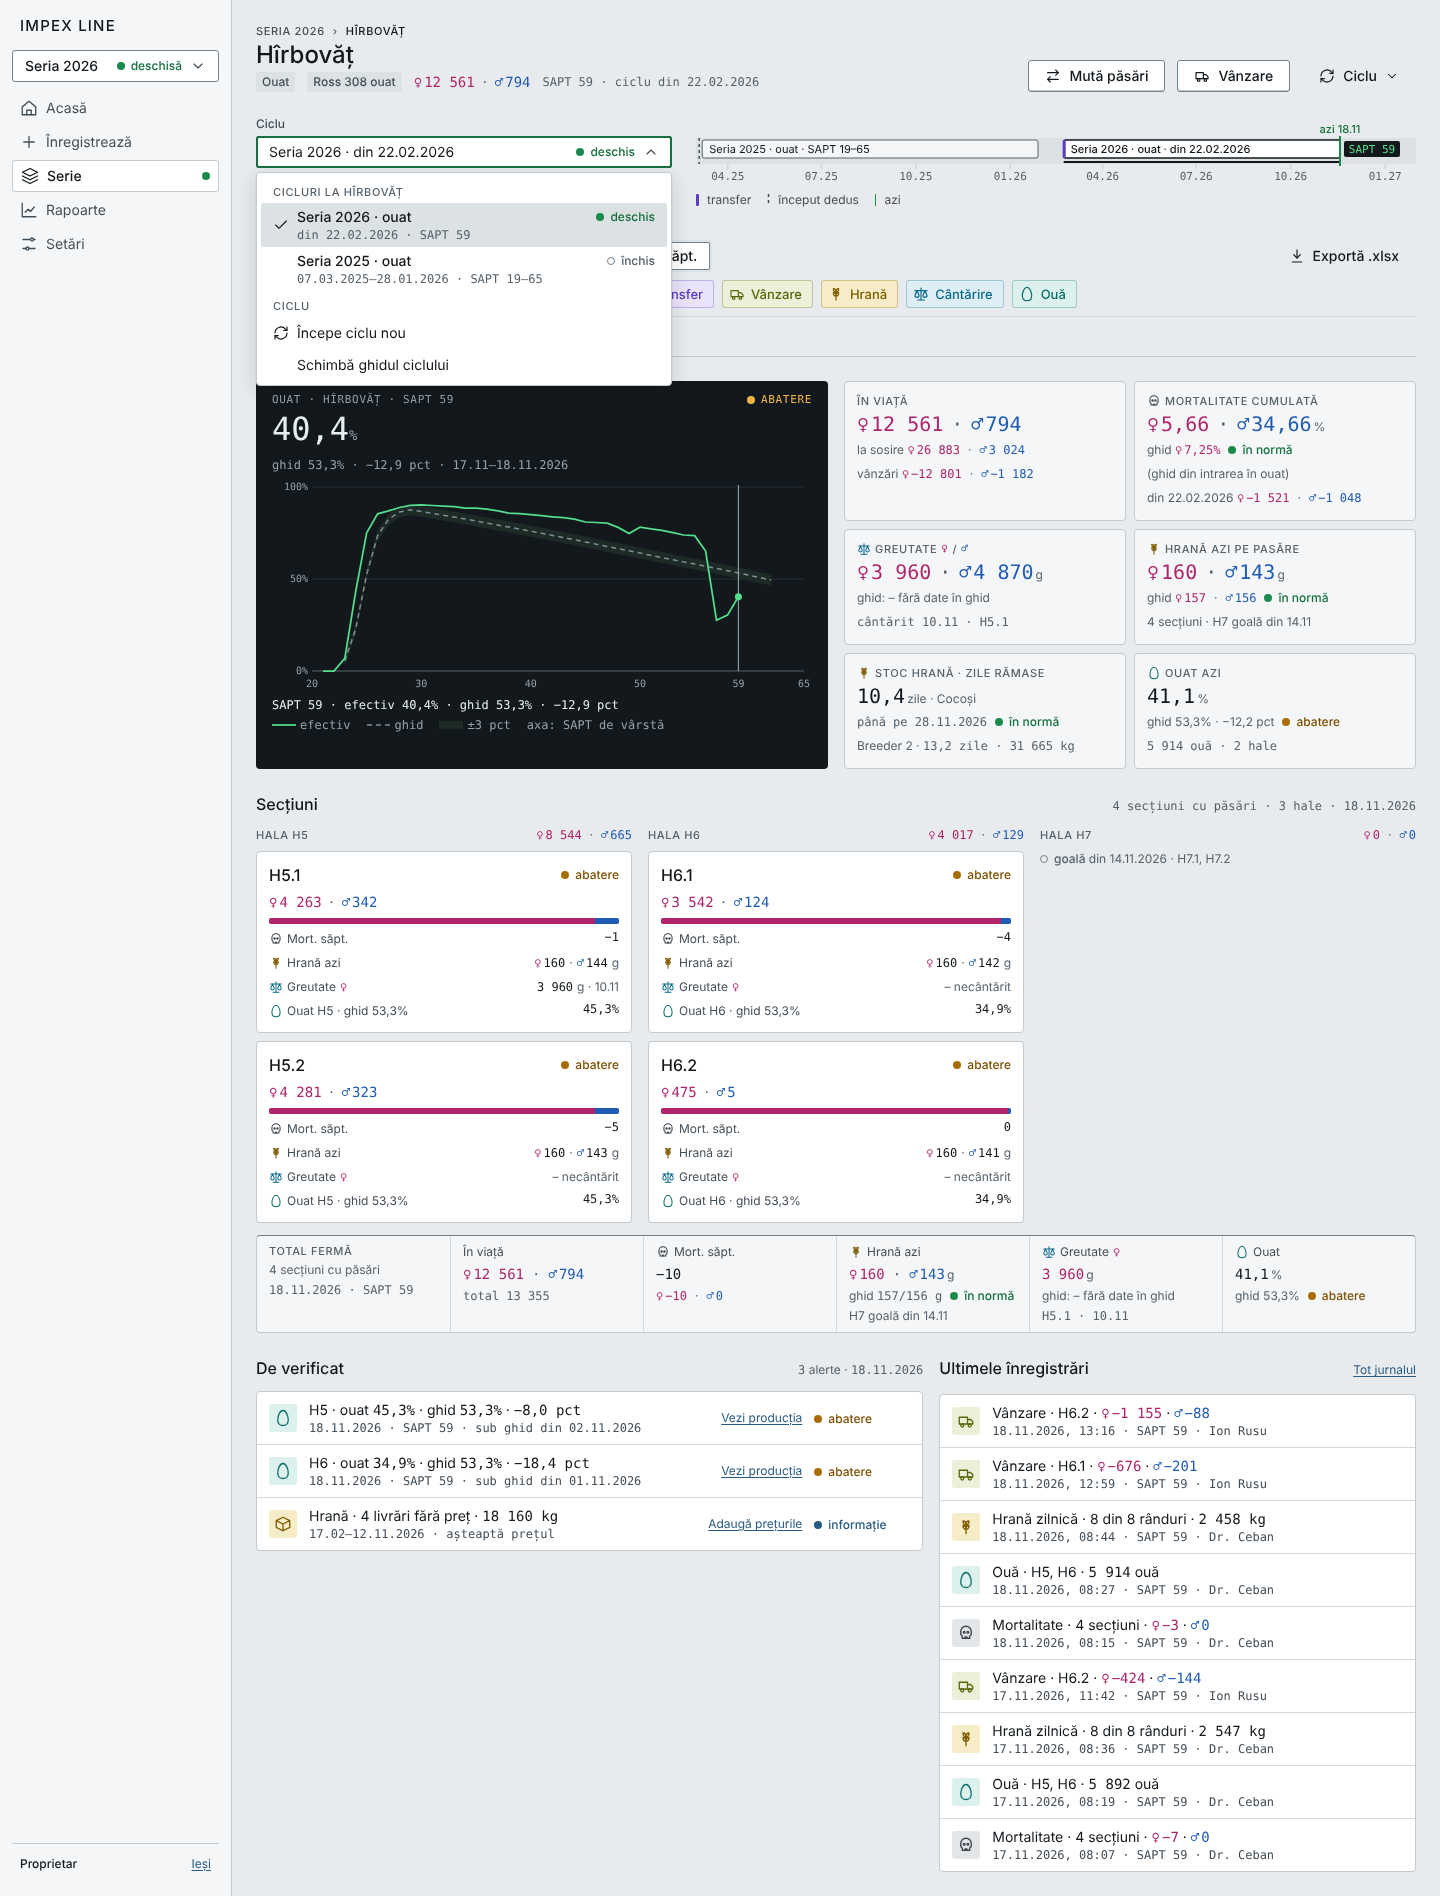 IMPEX LINE
Seria 2026 deschisă
Acasă
Înregistrează
Serie
Rapoarte
Setări
SERIA 2026 › HÎRBOVĂȚ
Hîrbovăț
Ouat Ross 308 ouat ♀12 561 · ♂794 SAPT 59 · ciclu din 22.02.2026
Mută păsări
Vânzare
Ciclu
Ciclu
Seria 2026 · din 22.02.2026 deschis
CICLURI LA HÎRBOVĂȚ
Seria 2026 · ouat deschis
din 22.02.2026 · SAPT 59
Seria 2025 · ouat închis
07.03.2025–28.01.2026 · SAPT 19–65
CICLU
Începe ciclu nou
Schimbă ghidul ciclului
azi 18.11
Seria 2025 · ouat · SAPT 19–65
Seria 2026 · ouat · din 22.02.2026
SAPT 59
04.25 07.25 10.25 01.26 04.26 07.26 10.26 01.27
transfer început dedus azi
ăpt.
Exportă .xlsx
nsfer Vânzare Hrană Cântărire Ouă
OUAT · HÎRBOVĂȚ · SAPT 59 ABATERE
40,4%
ghid 53,3% · −12,9 pct · 17.11–18.11.2026
100%
50%
0%
20 30 40 50 59 65
SAPT 59 · efectiv 40,4% · ghid 53,3% · −12,9 pct
efectiv ghid ±3 pct axa: SAPT de vârstă
ÎN VIAȚĂ
♀12 561 · ♂794
la sosire ♀26 883 · ♂3 024
vânzări ♀−12 801 · ♂−1 182
MORTALITATE CUMULATĂ
♀5,66 · ♂34,66%
ghid ♀7,25% în normă
(ghid din intrarea în ouat)
din 22.02.2026 ♀−1 521 · ♂−1 048
GREUTATE ♀ / ♂
♀3 960 · ♂4 870g
ghid: – fără date în ghid
cântărit 10.11 · H5.1
HRANĂ AZI PE PASĂRE
♀160 · ♂143g
ghid ♀157 · ♂156 în normă
4 secțiuni · H7 goală din 14.11
STOC HRANĂ · ZILE RĂMASE
10,4zile · Cocoși
până pe 28.11.2026 în normă
Breeder 2 · 13,2 zile · 31 665 kg
OUAT AZI
41,1%
ghid 53,3% · −12,2 pct abatere
5 914 ouă · 2 hale
Secțiuni
4 secțiuni cu păsări · 3 hale · 18.11.2026
HALA H5 ♀8 544 · ♂665
H5.1 abatere
♀4 263 · ♂342
Mort. săpt. −1
Hrană azi ♀160 · ♂144 g
Greutate ♀ 3 960 g · 10.11
Ouat H5 · ghid 53,3% 45,3%
H5.2 abatere
♀4 281 · ♂323
Mort. săpt. −5
Hrană azi ♀160 · ♂143 g
Greutate ♀ – necântărit
Ouat H5 · ghid 53,3% 45,3%
HALA H6 ♀4 017 · ♂129
H6.1 abatere
♀3 542 · ♂124
Mort. săpt. −4
Hrană azi ♀160 · ♂142 g
Greutate ♀ – necântărit
Ouat H6 · ghid 53,3% 34,9%
H6.2 abatere
♀475 · ♂5
Mort. săpt. 0
Hrană azi ♀160 · ♂141 g
Greutate ♀ – necântărit
Ouat H6 · ghid 53,3% 34,9%
HALA H7 ♀0 · ♂0
goală din 14.11.2026 · H7.1, H7.2
TOTAL FERMĂ
4 secțiuni cu păsări
18.11.2026 · SAPT 59
În viață
♀12 561 · ♂794
total 13 355
Mort. săpt.
−10
♀−10 · ♂0
Hrană azi
♀160 · ♂143g
ghid 157/156 g în normă
H7 goală din 14.11
Greutate ♀
3 960g
ghid: – fără date în ghid
H5.1 · 10.11
Ouat
41,1%
ghid 53,3% abatere
De verificat
3 alerte · 18.11.2026
H5 · ouat 45,3% · ghid 53,3% · −8,0 pct
18.11.2026 · SAPT 59 · sub ghid din 02.11.2026
Vezi producția abatere
H6 · ouat 34,9% · ghid 53,3% · −18,4 pct
18.11.2026 · SAPT 59 · sub ghid din 01.11.2026
Vezi producția abatere
Hrană · 4 livrări fără preț · 18 160 kg
17.02–12.11.2026 · așteaptă prețul
Adaugă prețurile informație
Ultimele înregistrări
Tot jurnalul
Vânzare · H6.2 · ♀−1 155 · ♂−88
18.11.2026, 13:16 · SAPT 59 · Ion Rusu
Vânzare · H6.1 · ♀−676 · ♂−201
18.11.2026, 12:59 · SAPT 59 · Ion Rusu
Hrană zilnică · 8 din 8 rânduri · 2 458 kg
18.11.2026, 08:44 · SAPT 59 · Dr. Ceban
Ouă · H5, H6 · 5 914 ouă
18.11.2026, 08:27 · SAPT 59 · Dr. Ceban
Mortalitate · 4 secțiuni · ♀−3 · ♂0
18.11.2026, 08:15 · SAPT 59 · Dr. Ceban
Vânzare · H6.2 · ♀−424 · ♂−144
17.11.2026, 11:42 · SAPT 59 · Ion Rusu
Hrană zilnică · 8 din 8 rânduri · 2 547 kg
17.11.2026, 08:36 · SAPT 59 · Dr. Ceban
Ouă · H5, H6 · 5 892 ouă
17.11.2026, 08:19 · SAPT 59 · Dr. Ceban
Mortalitate · 4 secțiuni · ♀−7 · ♂0
17.11.2026, 08:07 · SAPT 59 · Dr. Ceban
Proprietar Ieși